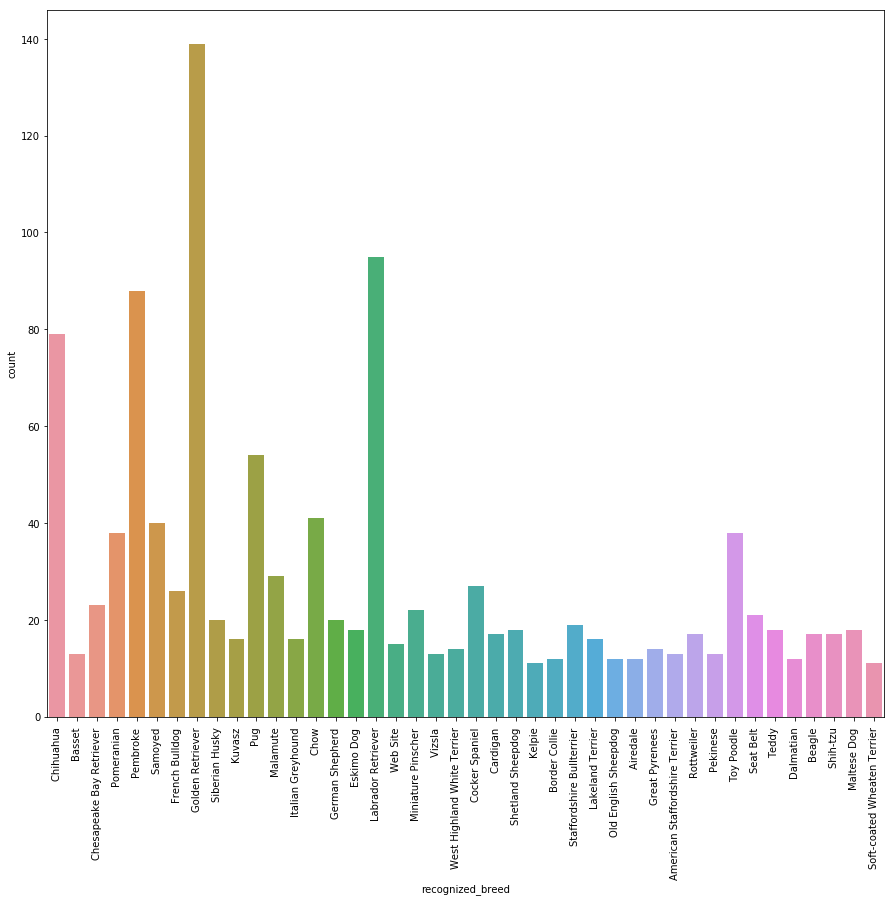 140
120
100
80
60
40
20
0
count
Chihuahua
Basset
Chesapeake Bay Retriever
Pomeranian
Pembroke
Samoyed
French Bulldog
Golden Retriever
Siberian Husky
Kuvasz
Pug
Malamute
Italian Greyhound
Chow
German Shepherd
Eskimo Dog
Labrador Retriever
Web Site
Miniature Pinscher
Vizsla
West Highland White Terrier
Cocker Spaniel
Cardigan
Shetland Sheepdog
Kelpie
Border Collie
Staffordshire Bullterrier
Lakeland Terrier
Old English Sheepdog
Airedale
Great Pyrenees
American Staffordshire Terrier
Rottweiler
Pekinese
Toy Poodle
Seat Belt
Teddy
Dalmatian
Beagle
Shih-tzu
Maltese Dog
Soft-coated Wheaten Terrier
recognized_breed